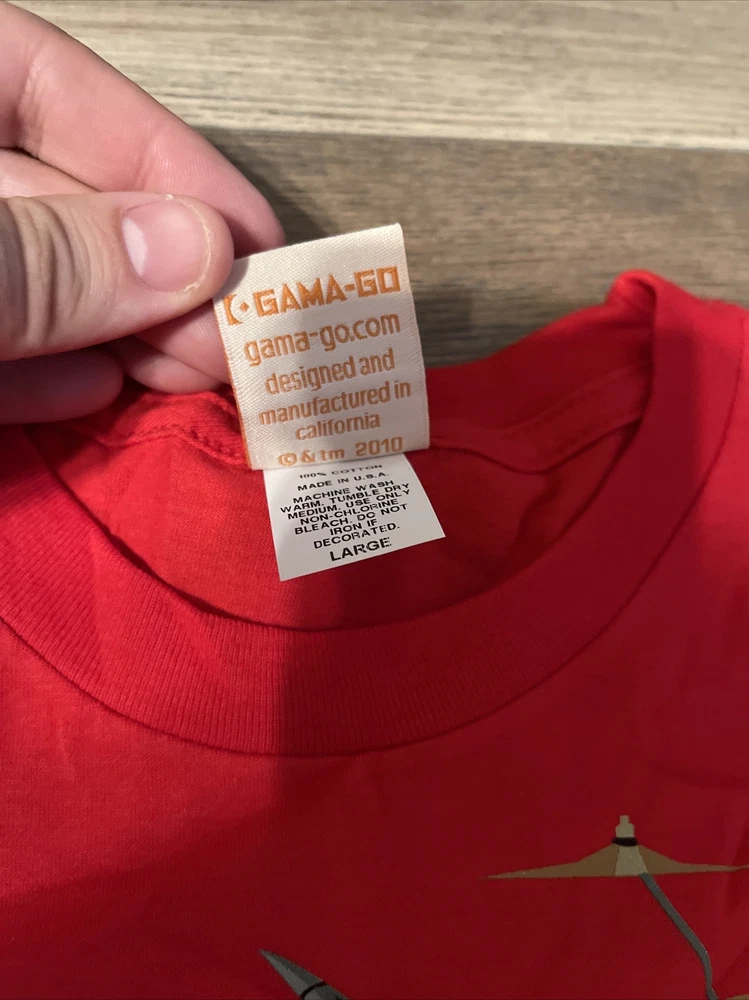 GAMA-GO
gama-go.com
designed and
manufactured in
california
© & tm 2010
100% COTTON
MADE IN U.S.A.
MACHINE WASH
WARM. TUMBLE DRY
MEDIUM. USE ONLY
NON-CHLORINE
BLEACH. DO NOT
IRON IF
DECORATED.
LARGE